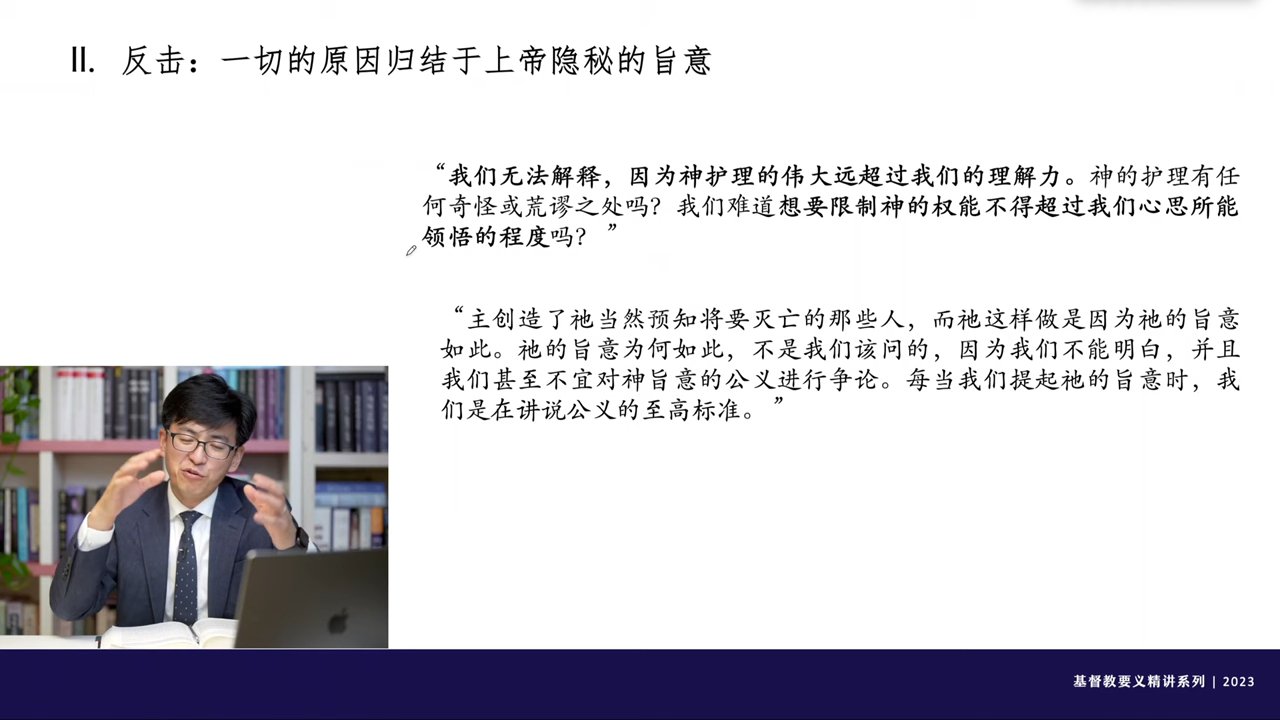 II. 反击：一切的原因归结于上帝隐秘的旨意
“我们无法解释，因为神护理的伟大远超过我们的理解力。神的护理有任
何奇怪或荒谬之处吗？我们难道想要限制神的权能不得超过我们心思所能
领悟的程度吗？”
“主创造了祂当然预知将要灭亡的那些人，而祂这样做是因为祂的旨意
如此。祂的旨意为何如此，不是我们该问的，因为我们不能明白，并且
我们甚至不宜对神旨意的公义进行争论。每当我们提起祂的旨意时，我
们是在讲说公义的至高标准。”
基督教要义精讲系列 | 2023